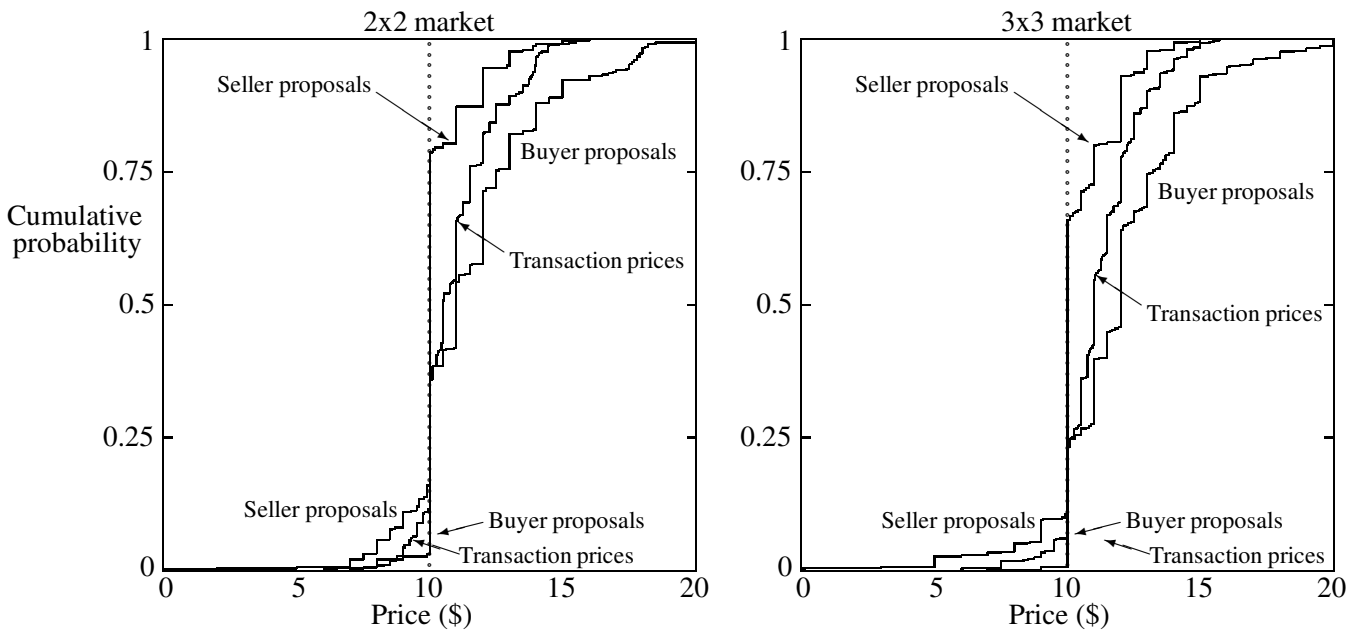 2x2 market
1
Seller proposals
Buyer proposals
0.75
Cumulative
probability
Transaction prices
0.5
0.25
Seller proposals
Buyer proposals
Transaction prices
0
0
5
10
15
20
Price ($)
3x3 market
1
Seller proposals
0.75
Buyer proposals
Transaction prices
0.5
0.25
Seller proposals
Buyer proposals
Transaction prices
0
0
5
10
15
20
Price ($)